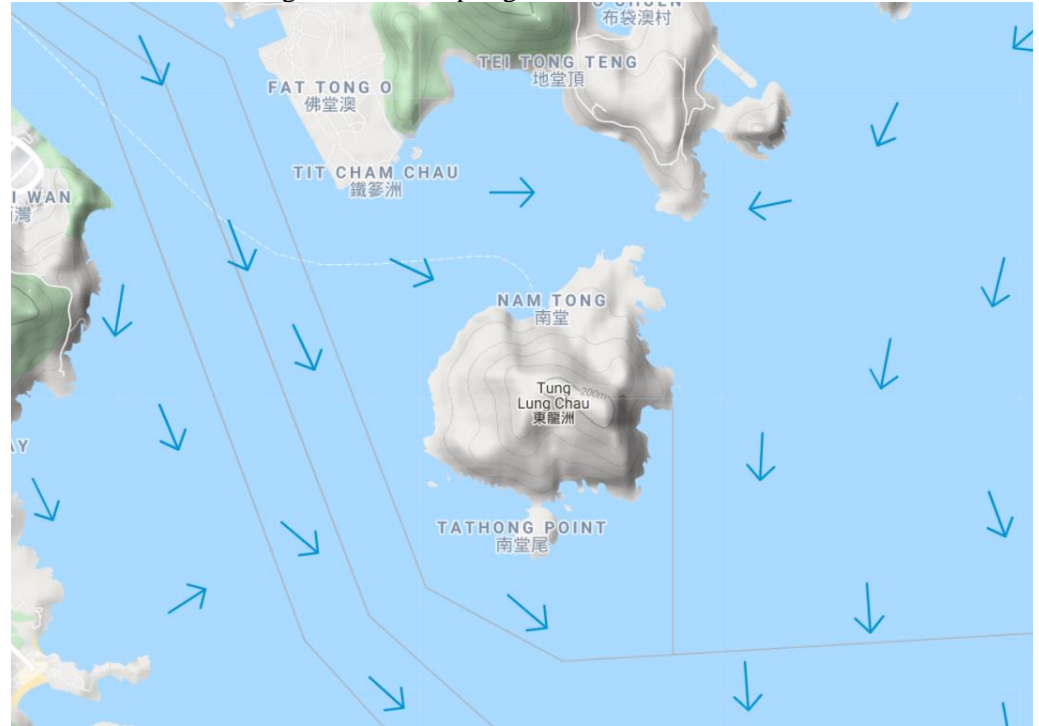 布袋澳村
TEI TONG TENG
地堂頂
FAT TONG O
佛堂澳
TIT CHAM CHAU
鐵篸洲
I WAN
灣
NAM TONG
南堂
Tung
200m
Lung Chau
東龍洲
AY
TATHONG POINT
南堂尾